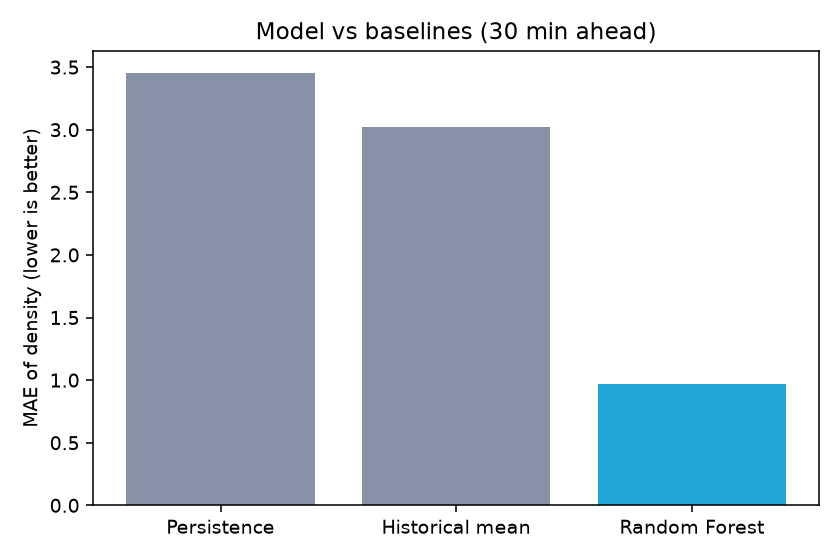 Model vs baselines (30 min ahead)
MAE of density (lower is better)
3.5
3.0
2.5
2.0
1.5
1.0
0.5
0.0
Persistence
Historical mean
Random Forest